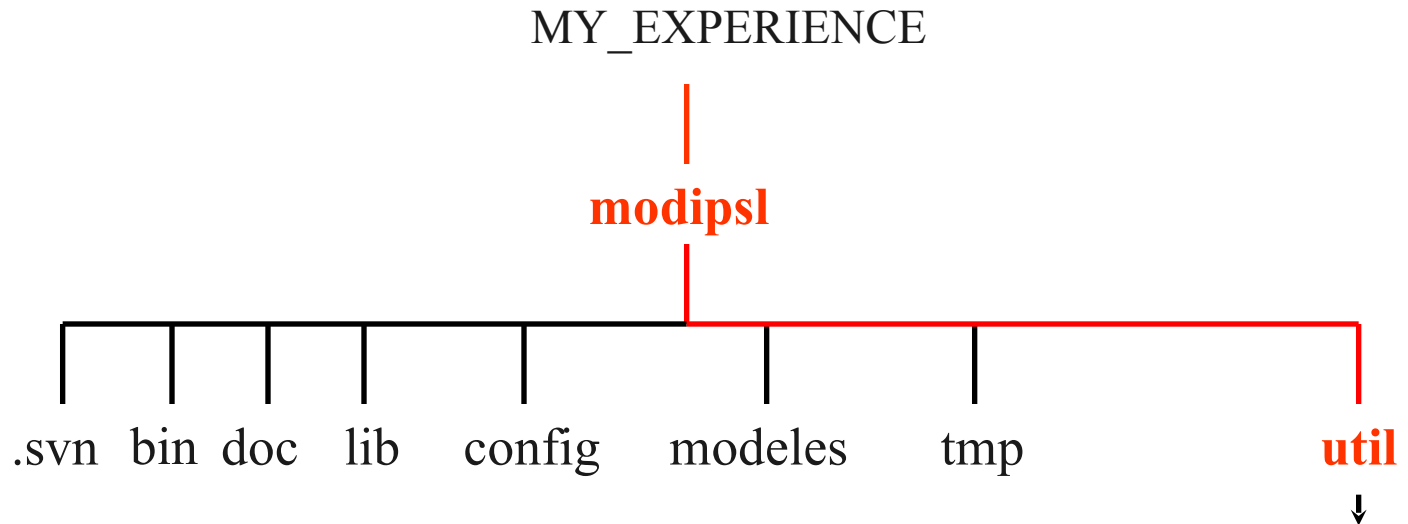 MY_EXPERIENCE
modipsl
.svn bin doc lib config modeles tmp util